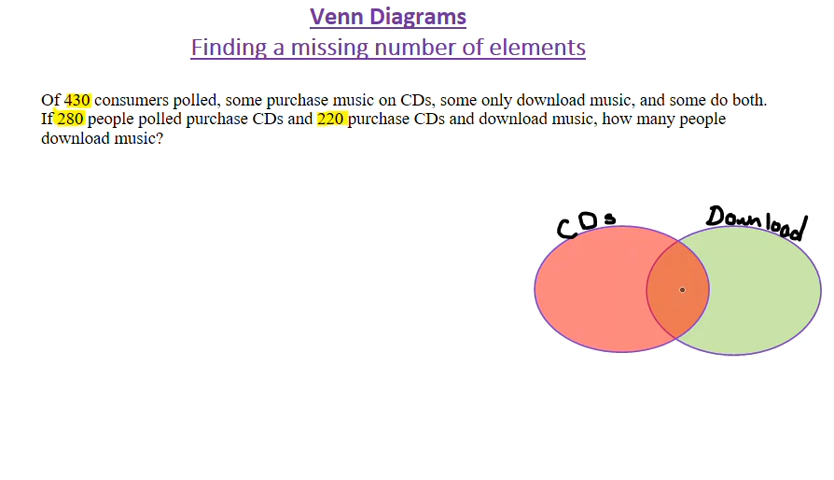 Venn Diagrams
Finding a missing number of elements
Of 430 consumers polled, some purchase music on CDs, some only download music, and some do both.
If 280 people polled purchase CDs and 220 purchase CDs and download music, how many people
download music?
CDs
Download